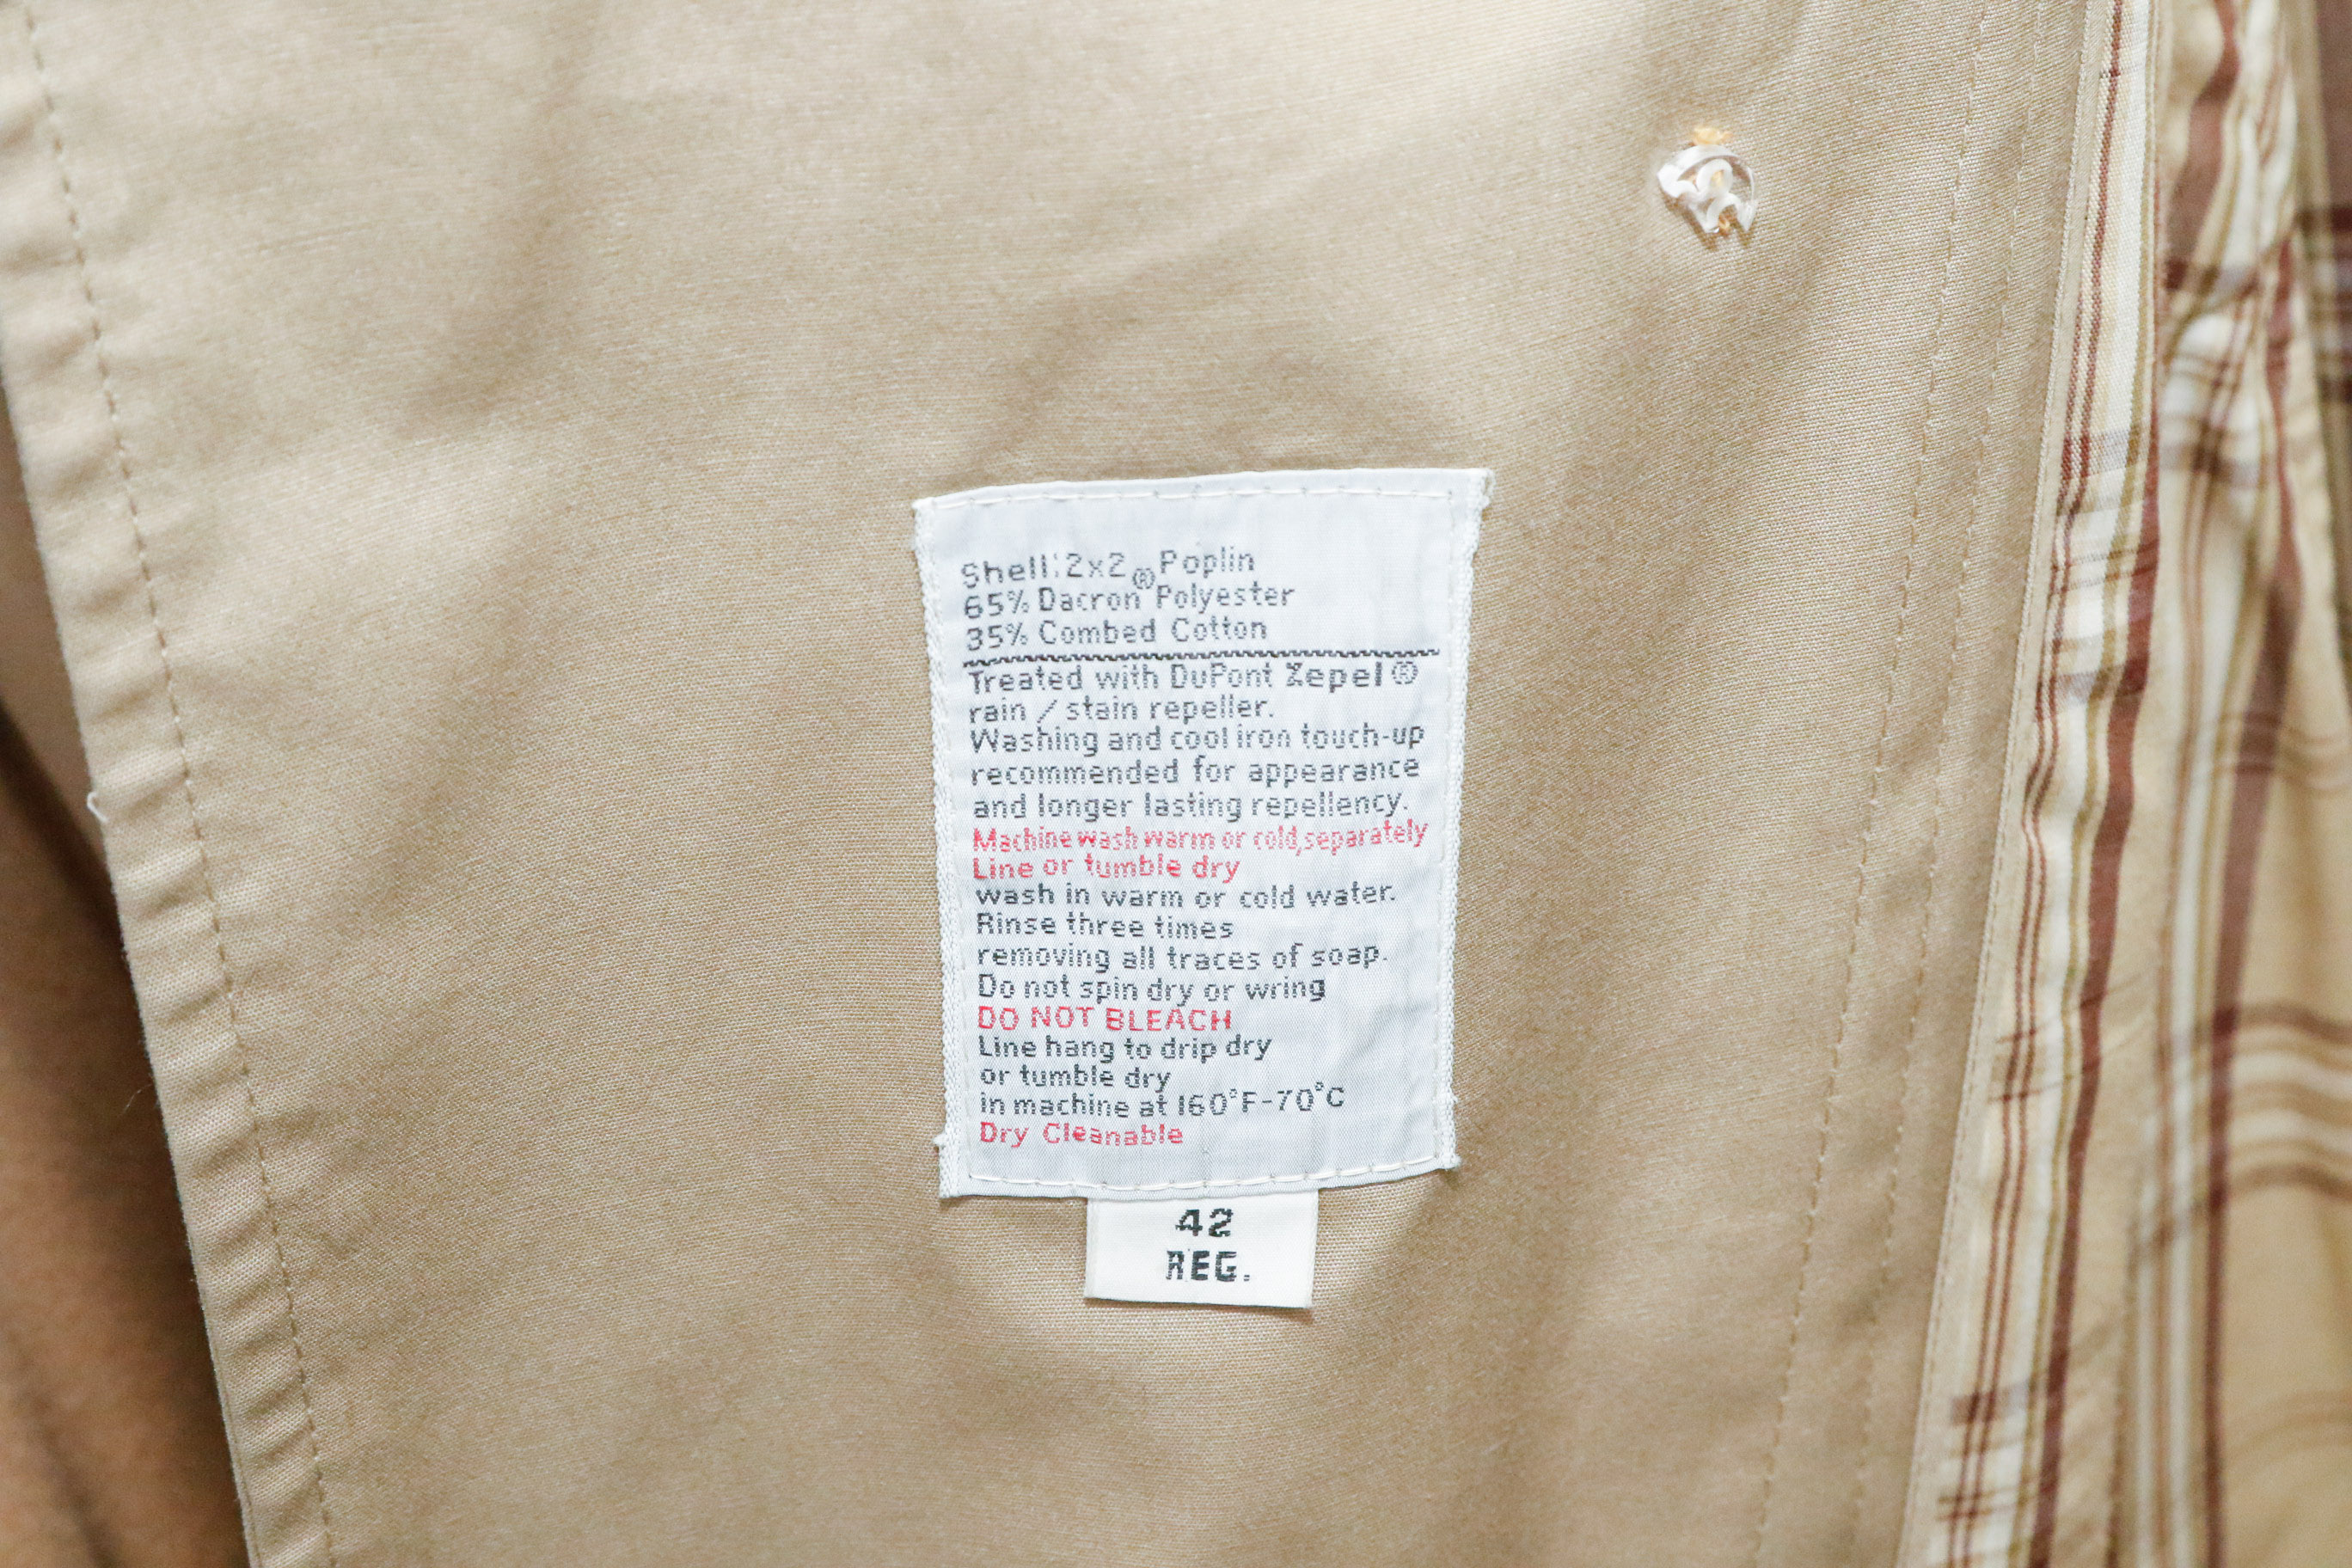 Shell: 2x2 Poplin
65% Dacron® Polyester
35% Combed Cotton
Treated with DuPont Zepel®
rain / stain repeller.
Washing and cool iron touch-up
recommended for appearance
and longer lasting repellency.
Machine wash warm or cold, separately
Line or tumble dry
wash in warm or cold water.
Rinse three times
removing all traces of soap.
Do not spin dry or wring
DO NOT BLEACH
Line hang to drip dry
or tumble dry
in machine at 160°F-70°C
Dry Cleanable
42
REG.